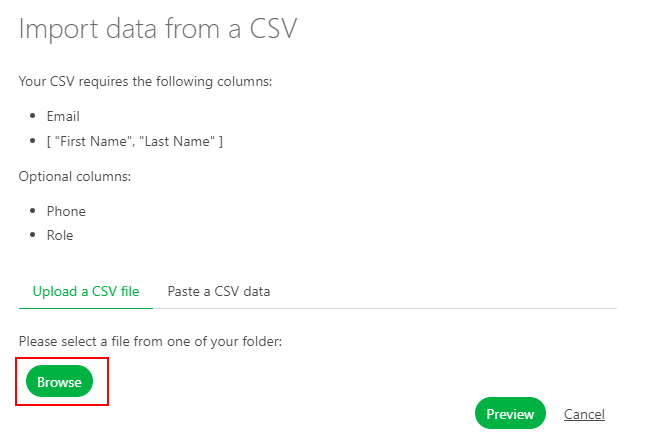 Import data from a CSV
Your CSV requires the following columns:
Email
[ "First Name", "Last Name" ]
Optional columns:
Phone
Role
Upload a CSV file Paste a CSV data
Please select a file from one of your folder:
Browse
Preview Cancel